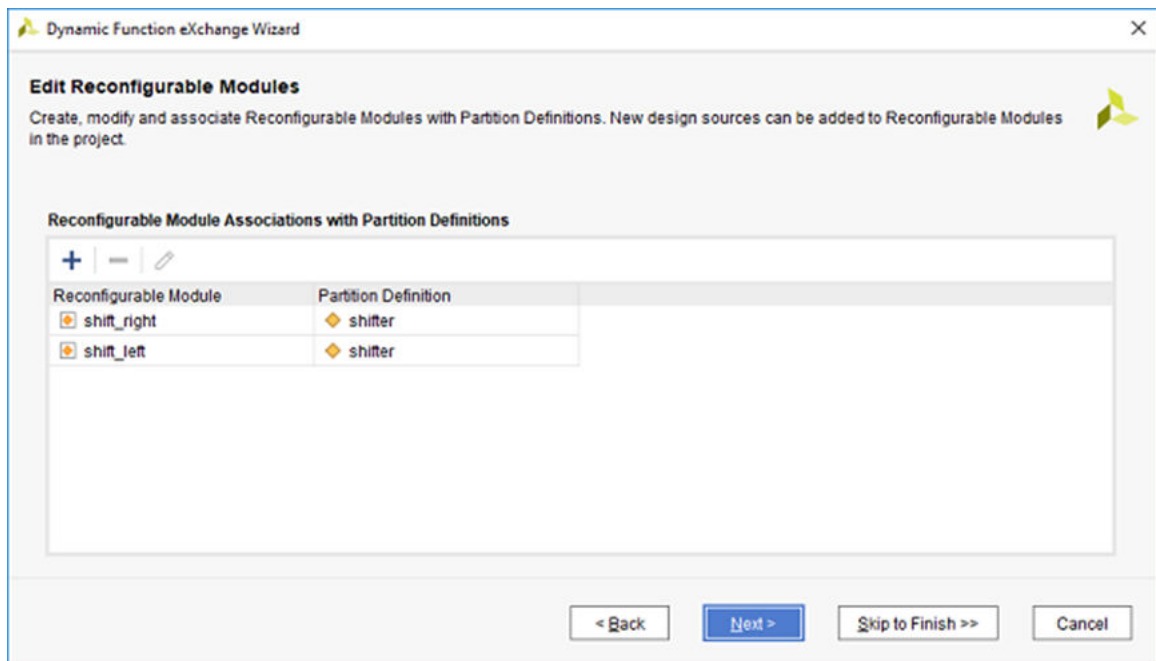 Dynamic Function eXchange Wizard
Edit Reconfigurable Modules
Create, modify and associate Reconfigurable Modules with Partition Definitions. New design sources can be added to Reconfigurable Modules
in the project.
Reconfigurable Module Associations with Partition Definitions
Reconfigurable Module Partition Definition
shift_right shifter
shift_left shifter
< Back Next > Skip to Finish >> Cancel